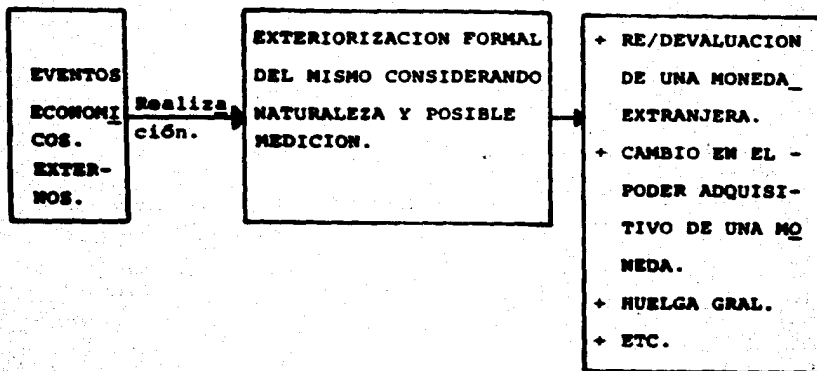 EVENTOS
ECONOMI
COS.
EXTER-
NOS.
Realiza
ción.
EXTERIORIZACION FORMAL
DEL MISMO CONSIDERANDO
NATURALEZA Y POSIBLE
MEDICION.
+ RE/DEVALUACION
DE UNA MONEDA_
EXTRANJERA.
+ CAMBIO EN EL -
PODER ADQUISI-
TIVO DE UNA MO
NEDA.
+ HUELGA GRAL.
+ ETC.